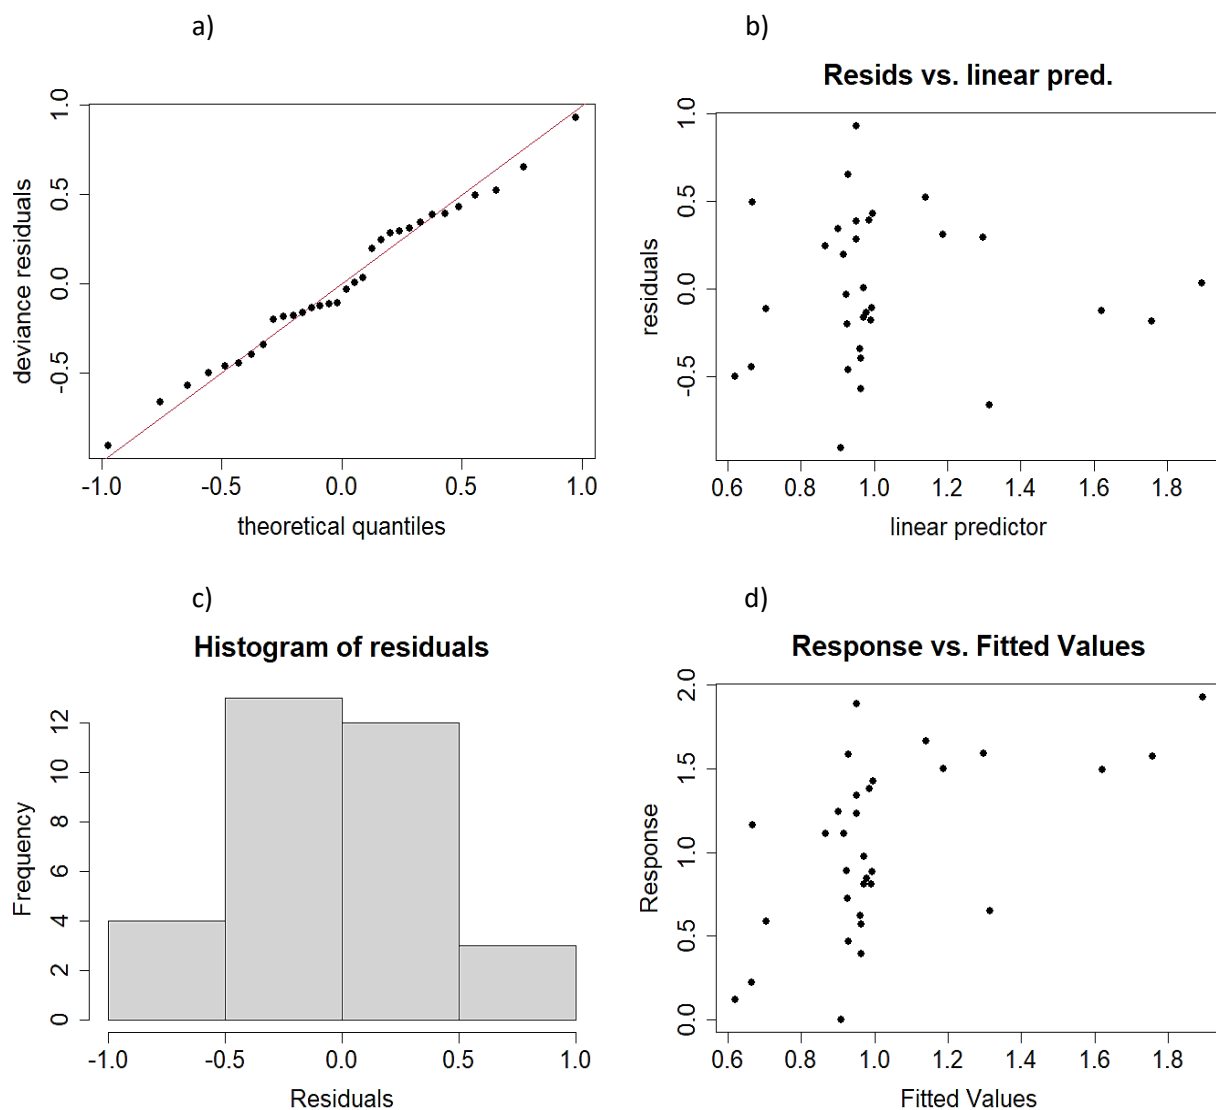 a)
deviance residuals
1.0
0.5
0.0
-0.5
-1.0 -0.5 0.0 0.5 1.0
theoretical quantiles
b)
Resids vs. linear pred.
residuals
1.0
0.5
0.0
-0.5
0.6 0.8 1.0 1.2 1.4 1.6 1.8
linear predictor
c)
Histogram of residuals
Frequency
12
10
8
6
4
2
0
-1.0 -0.5 0.0 0.5 1.0
Residuals
d)
Response vs. Fitted Values
Response
2.0
1.5
1.0
0.5
0.0
0.6 0.8 1.0 1.2 1.4 1.6 1.8
Fitted Values